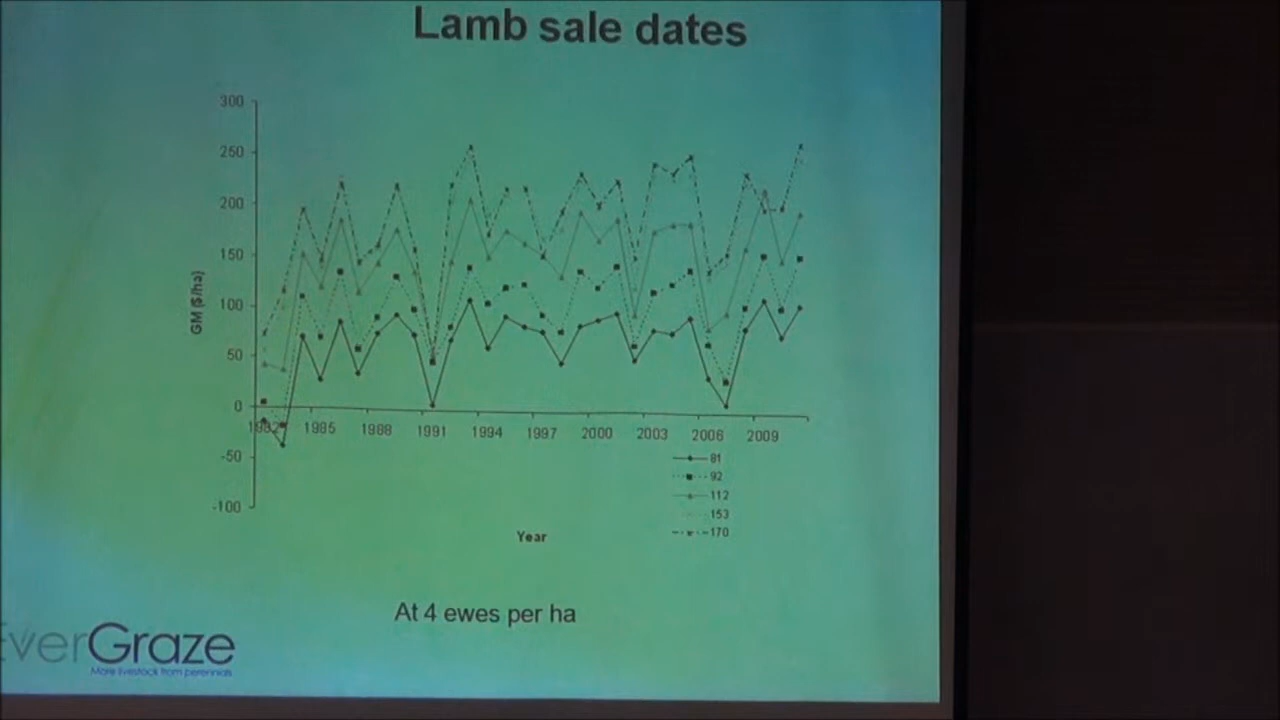 Lamb sale dates
300
250
200
150
100
50
0
-50
-100
GM ($/ha)
1982 1985 1988 1991 1994 1997 2000 2003 2006 2009
81
92
112
153
170
Year
At 4 ewes per ha
EverGraze
More livestock from perennials